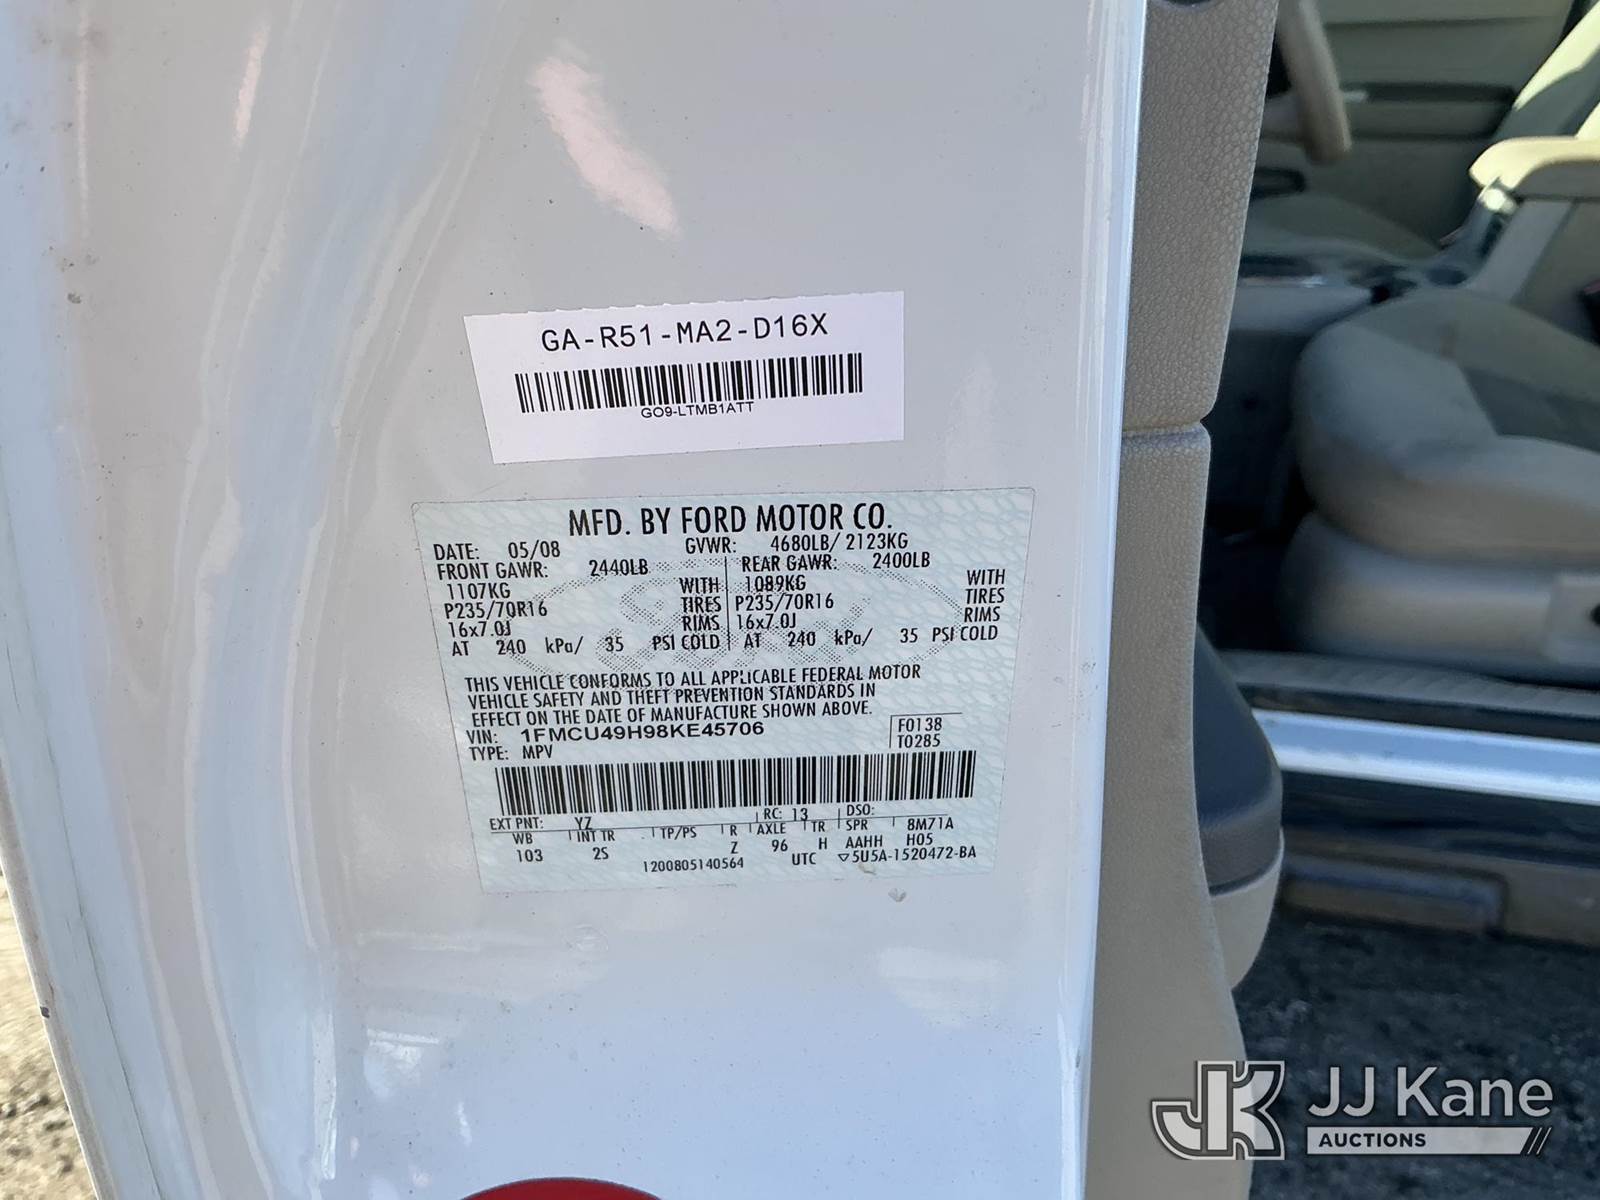 GA-R51-MA2-D16X
GO9-LTMB1ATT
MFD. BY FORD MOTOR CO.
DATE: 05/08 GVWR: 4680LB/ 2123KG
FRONT GAWR: 2440LB REAR GAWR: 2400LB
1107KG WITH 1089KG WITH
P235/70R16 TIRES P235/70R16 TIRES
16x7.0J RIMS 16x7.0J RIMS
AT 240 kPa/ 35 PSI COLD AT 240 kPa/ 35 PSI COLD
THIS VEHICLE CONFORMS TO ALL APPLICABLE FEDERAL MOTOR
VEHICLE SAFETY AND THEFT PREVENTION STANDARDS IN
EFFECT ON THE DATE OF MANUFACTURE SHOWN ABOVE.
VIN: 1FMCU49H98KE45706 F0138
TYPE: MPV T0285
EXT PNT: YZ RC: 13 DSO:
WB INT TR TP/PS R AXLE TR SPR 8M71A
103 2S Z 96 H AAHH H05
1200805140564 UTC ▽5U5A-1520472-BA
JK JJ Kane
AUCTIONS